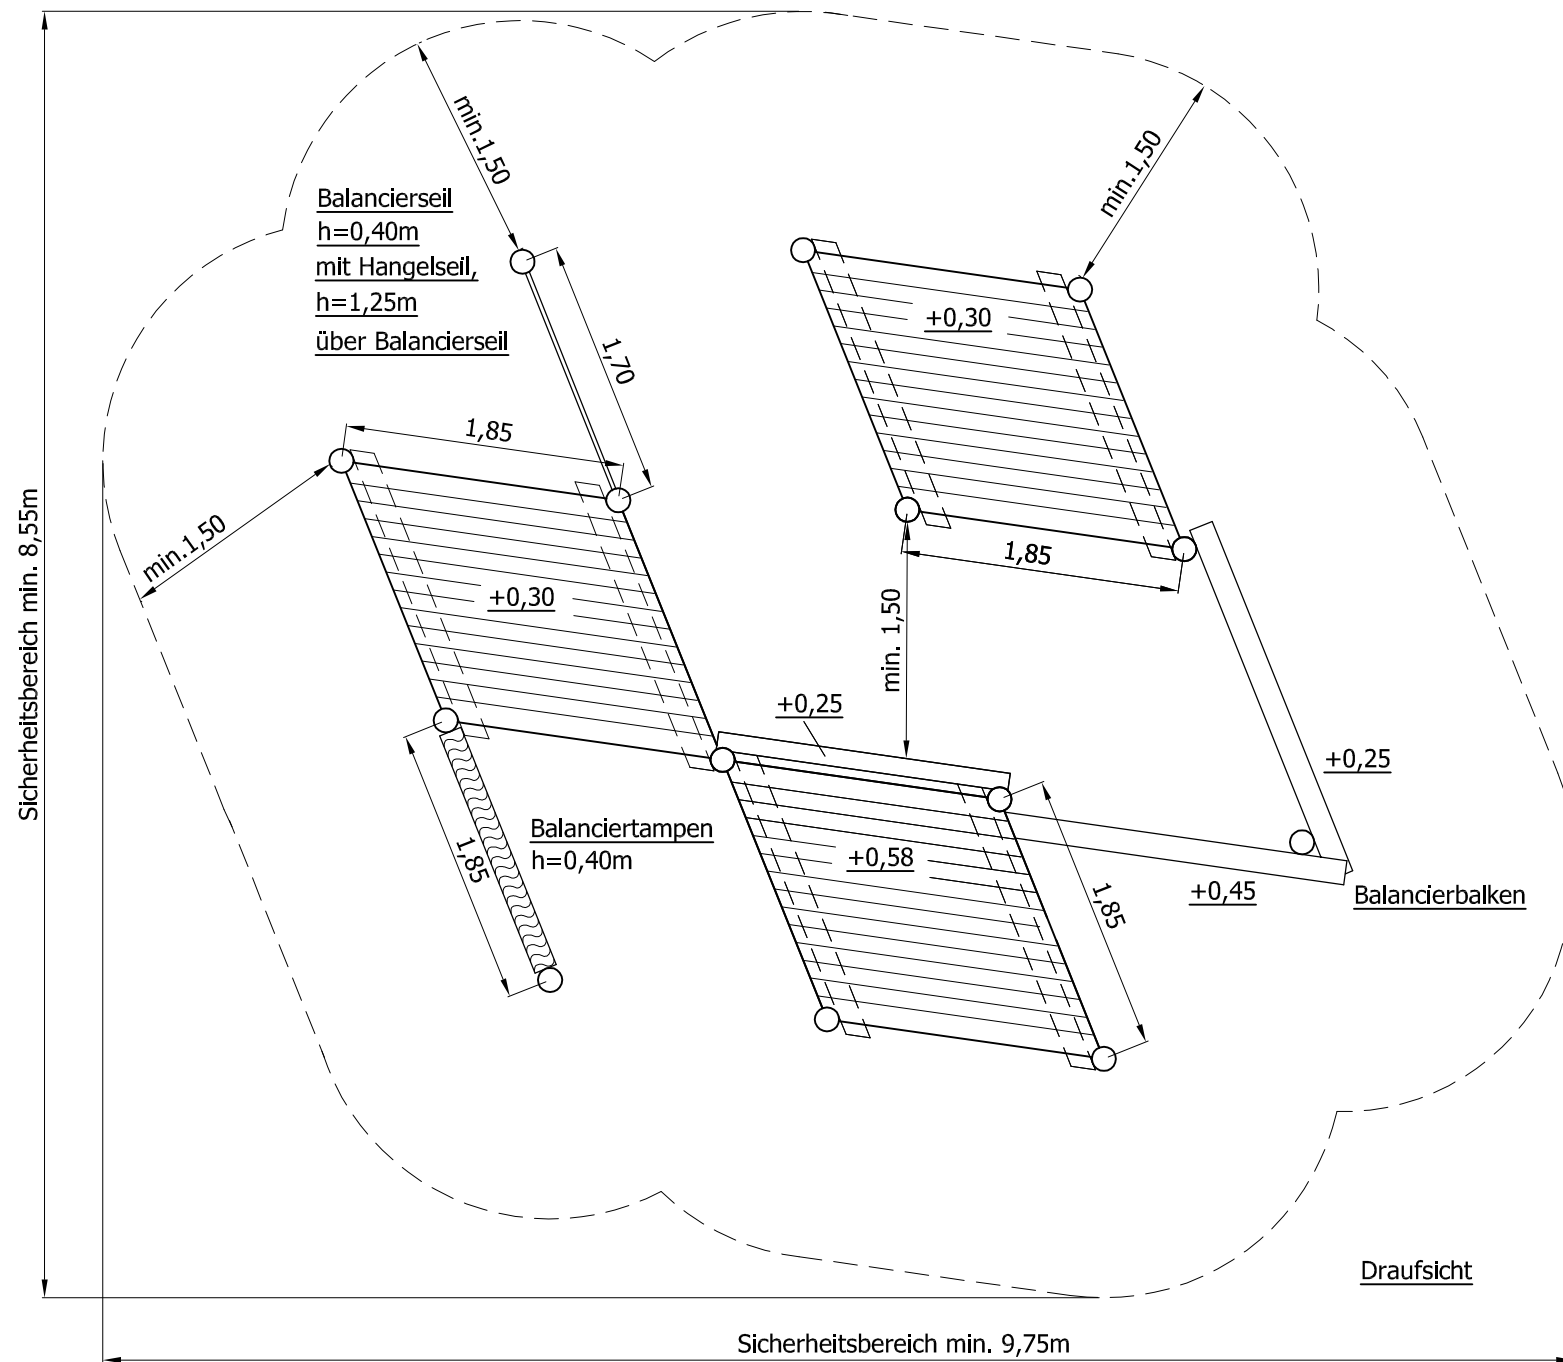 min.1,50
min.1,50
Balancierseil
h=0,40m
mit Hangelseil,
h=1,25m
über Balancierseil
+0,30
1,70
1,85
min.1,50
Sicherheitsbereich min. 8,55m
+0,30
1,85
min. 1,50
+0,25
+0,25
Balanciertampen
h=0,40m
1,85
+0,58
+0,45
1,85
Balancierbalken
Draufsicht
Sicherheitsbereich min. 9,75m